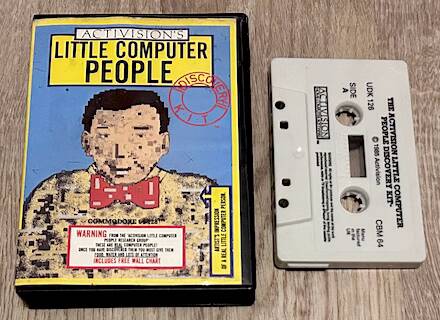 ACTIVISION'S
LITTLE COMPUTER
PEOPLE
DISCOVERY
KIT
COMMODORE 64/128
WARNING FROM THE "ACTIVISION LITTLE COMPUTER
PEOPLE RESEARCH GROUP"
THESE ARE REAL COMPUTER PEOPLE!
ONCE YOU HAVE DISCOVERED THEM YOU MUST GIVE THEM
FOOD, WATER AND LOTS OF ATTENTION
INCLUDES FREE WALL CHART
ARTIST'S IMPRESSION
OF A REAL LITTLE COMPUTER PERSON
UDK 126
SIDE
A
ACTIVISION
THE ACTIVISION LITTLE COMPUTER
PEOPLE DISCOVERY KIT
© 1985 Activision
CBM 64